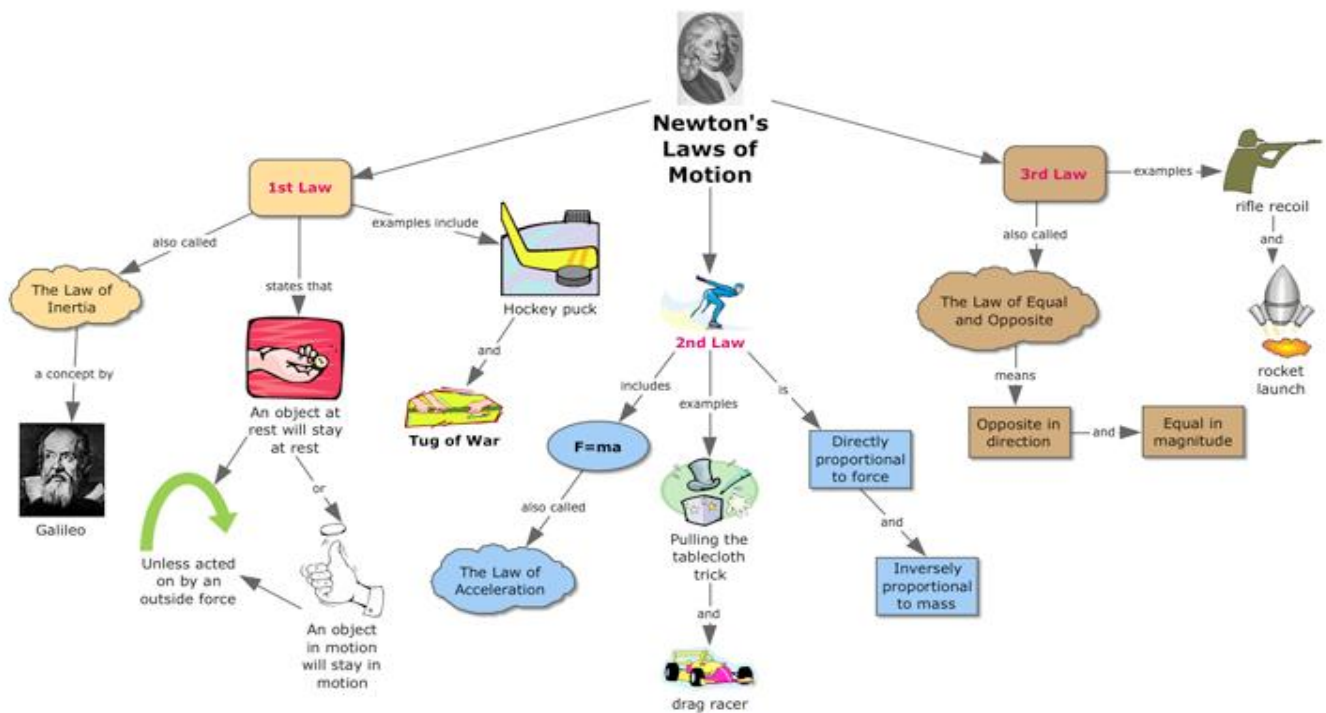 Newton's
Laws of
Motion
1st Law
also called
The Law of
Inertia
a concept by
Galileo
states that
An object at
rest will stay
at rest
or
An object
in motion
will stay in
motion
Unless acted
on by an
outside force
examples include
Hockey puck
and
Tug of War
2nd Law
includes
F=ma
also called
The Law of
Acceleration
examples
Pulling the
tablecloth
trick
and
drag racer
is
Directly
proportional
to force
and
Inversely
proportional
to mass
3rd Law
also called
The Law of Equal
and Opposite
means
Opposite in
direction
and
Equal in
magnitude
examples
rifle recoil
and
rocket
launch